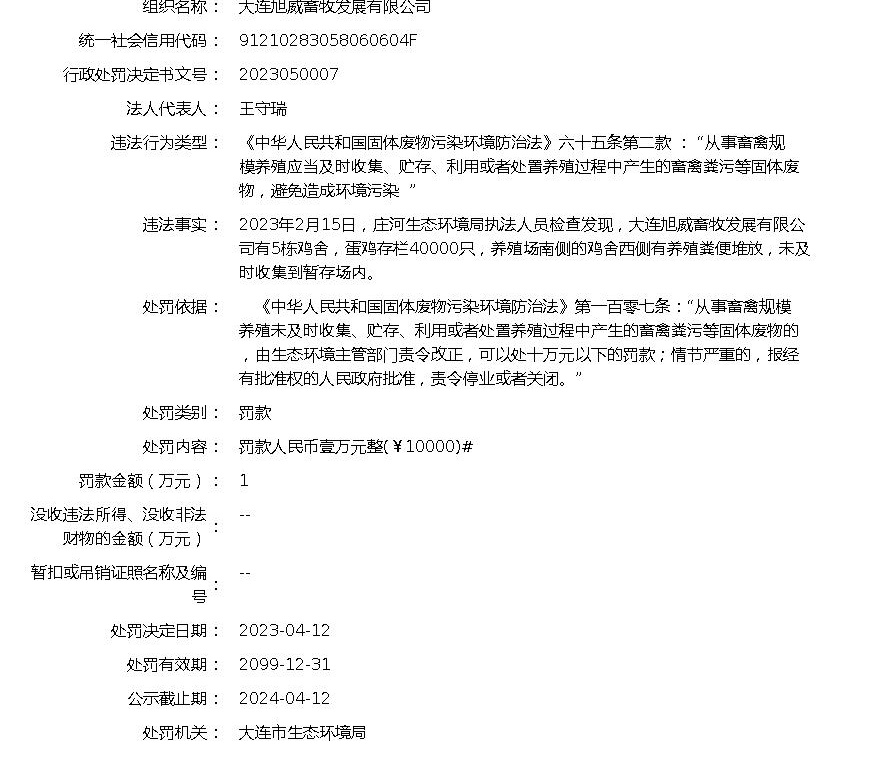 组织名称： 大连旭威畜牧发展有限公司
统一社会信用代码： 91210283058060604F
行政处罚决定书文号： 2023050007
法人代表人： 王守瑞
违法行为类型： 《中华人民共和国固体废物污染环境防治法》六十五条第二款 ：“从事畜禽规
模养殖应当及时收集、贮存、利用或者处置养殖过程中产生的畜禽粪污等固体废
物，避免造成环境污染 ”
违法事实： 2023年2月15日，庄河生态环境局执法人员检查发现，大连旭威畜牧发展有限公
司有5栋鸡舍，蛋鸡存栏40000只，养殖场南侧的鸡舍西侧有养殖粪便堆放，未及
时收集到暂存场内。
处罚依据： 《中华人民共和国固体废物污染环境防治法》第一百零七条：“从事畜禽规模
养殖未及时收集、贮存、利用或者处置养殖过程中产生的畜禽粪污等固体废物的
，由生态环境主管部门责令改正，可以处十万元以下的罚款；情节严重的，报经
有批准权的人民政府批准，责令停业或者关闭。”
处罚类别： 罚款
处罚内容： 罚款人民币壹万元整(￥10000)#
罚款金额（万元）： 1
没收违法所得、没收非法
财物的金额（万元）： --
暂扣或吊销证照名称及编
号： --
处罚决定日期： 2023-04-12
处罚有效期： 2099-12-31
公示截止期： 2024-04-12
处罚机关： 大连市生态环境局